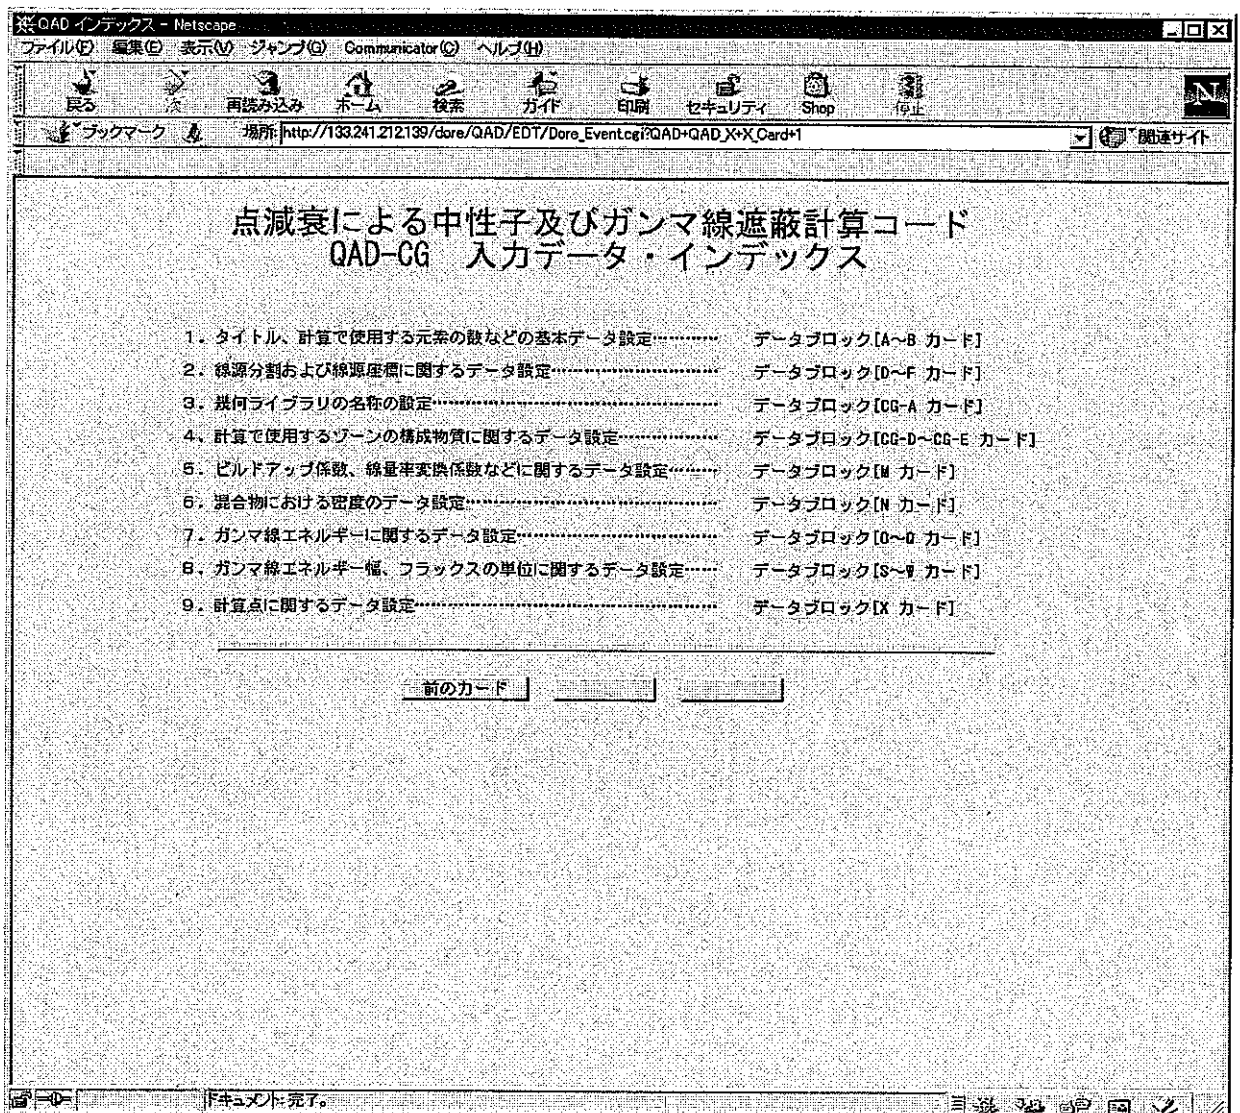 QAD インデックス - Netscape
ファイル(F) 編集(E) 表示(V) ジャンプ(G) Communicator(C) ヘルプ(H)
戻る 次 再読み込み ホーム 検索 ガイド 印刷 セキュリティ Shop 停止
ブックマーク 場所: http://133.241.212.139/dore/QAD/EDT/Dore_Event.cgi?QAD+QAD_X+X_Card+1 関連サイト
点減衰による中性子及びガンマ線遮蔽計算コード
QAD-CG 入力データ・インデックス
1. タイトル、計算で使用する元素の数などの基本データ設定………… データブロック[A~B カード]
2. 線源分割および線源座標に関するデータ設定………………………… データブロック[D~F カード]
3. 幾何ライブラリの名称の設定………………………………………… データブロック[CG-A カード]
4. 計算で使用するゾーンの構成物質に関するデータ設定……………… データブロック[CG-D~CG-E カード]
5. ビルドアップ係数、線量率変換係数などに関するデータ設定……… データブロック[M カード]
6. 混合物における密度のデータ設定…………………………………… データブロック[N カード]
7. ガンマ線エネルギーに関するデータ設定…………………………… データブロック[O~Q カード]
8. ガンマ線エネルギー幅、フラックスの単位に関するデータ設定…… データブロック[S~W カード]
9. 計算点に関するデータ設定…………………………………………… データブロック[X カード]
前のカード
ドキュメント: 完了。